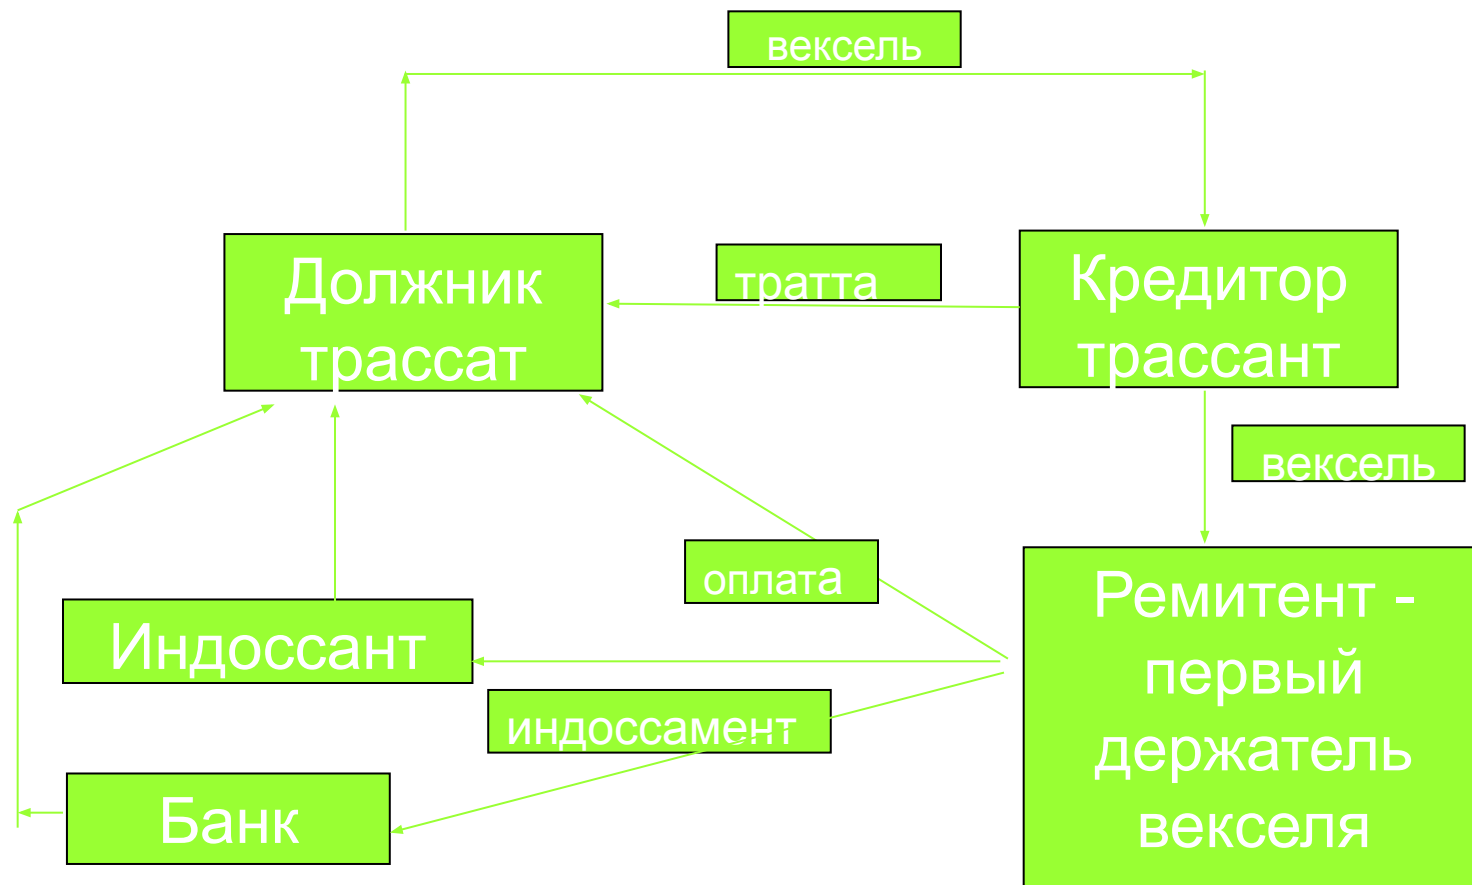 вексель
Должник
трассат
тратта
Кредитор
трассант
вексель
оплата
Ремитент -
первый
держатель
векселя
Индоссант
индоссамент
Банк